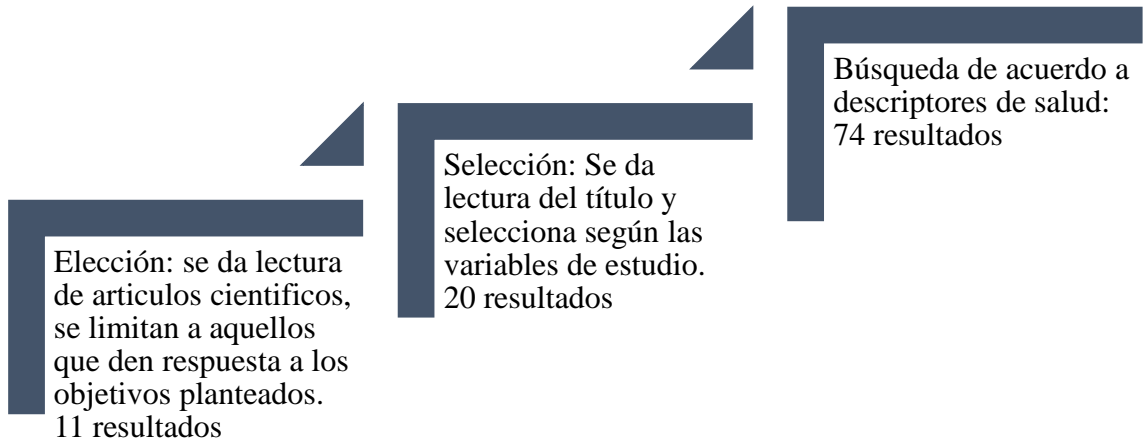 Elección: se da lectura
de articulos cientificos,
se limitan a aquellos
que den respuesta a los
objetivos planteados.
11 resultados
Selección: Se da
lectura del título y
selecciona según las
variables de estudio.
20 resultados
Búsqueda de acuerdo a
descriptores de salud:
74 resultados